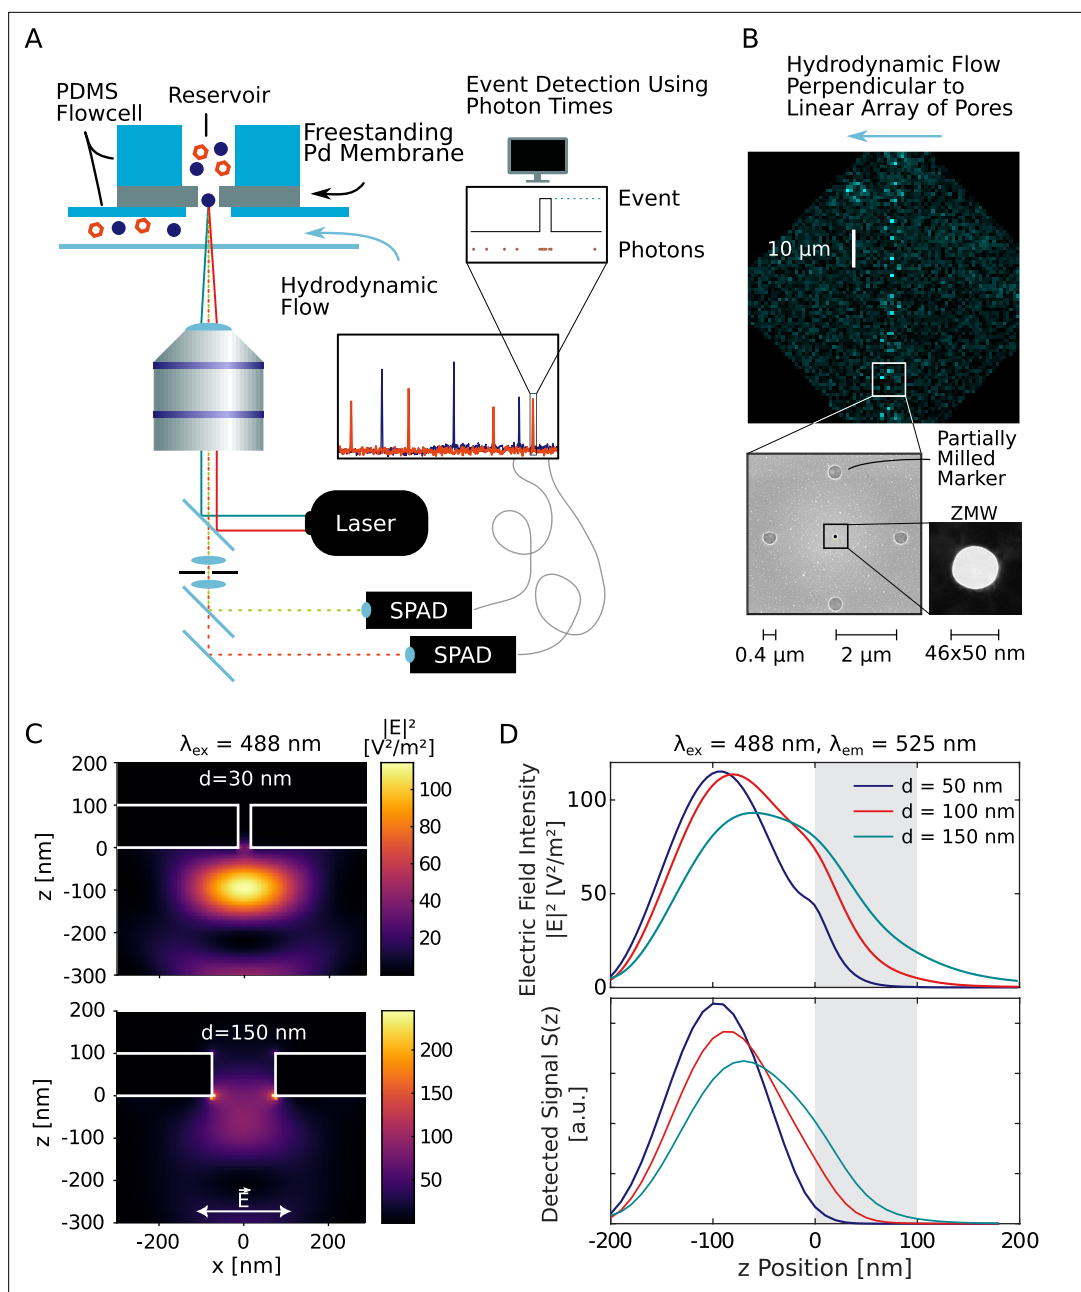 A
PDMS
Flowcell
Reservoir
Freestanding
Pd Membrane
Hydrodynamic
Flow
Event Detection Using
Photon Times
Event
Photons
Laser
SPAD
SPAD
B
Hydrodynamic Flow
Perpendicular to
Linear Array of Pores
10 µm
Partially
Milled
Marker
ZMW
0.4 µm
2 µm
46x50 nm
C
λex = 488 nm
|E|²
[V²/m²]
d=30 nm
200
100
0
-100
-200
-300
z [nm]
100
80
60
40
20
d=150 nm
E
200
100
0
-100
-200
-300
z [nm]
200
150
100
50
-200
0
200
x [nm]
D
λex = 488 nm, λem = 525 nm
Electric Field Intensity
|E|² [V²/m²]
100
50
0
d = 50 nm
d = 100 nm
d = 150 nm
Detected Signal S(z)
[a.u.]
-200
-100
0
100
200
z Position [nm]